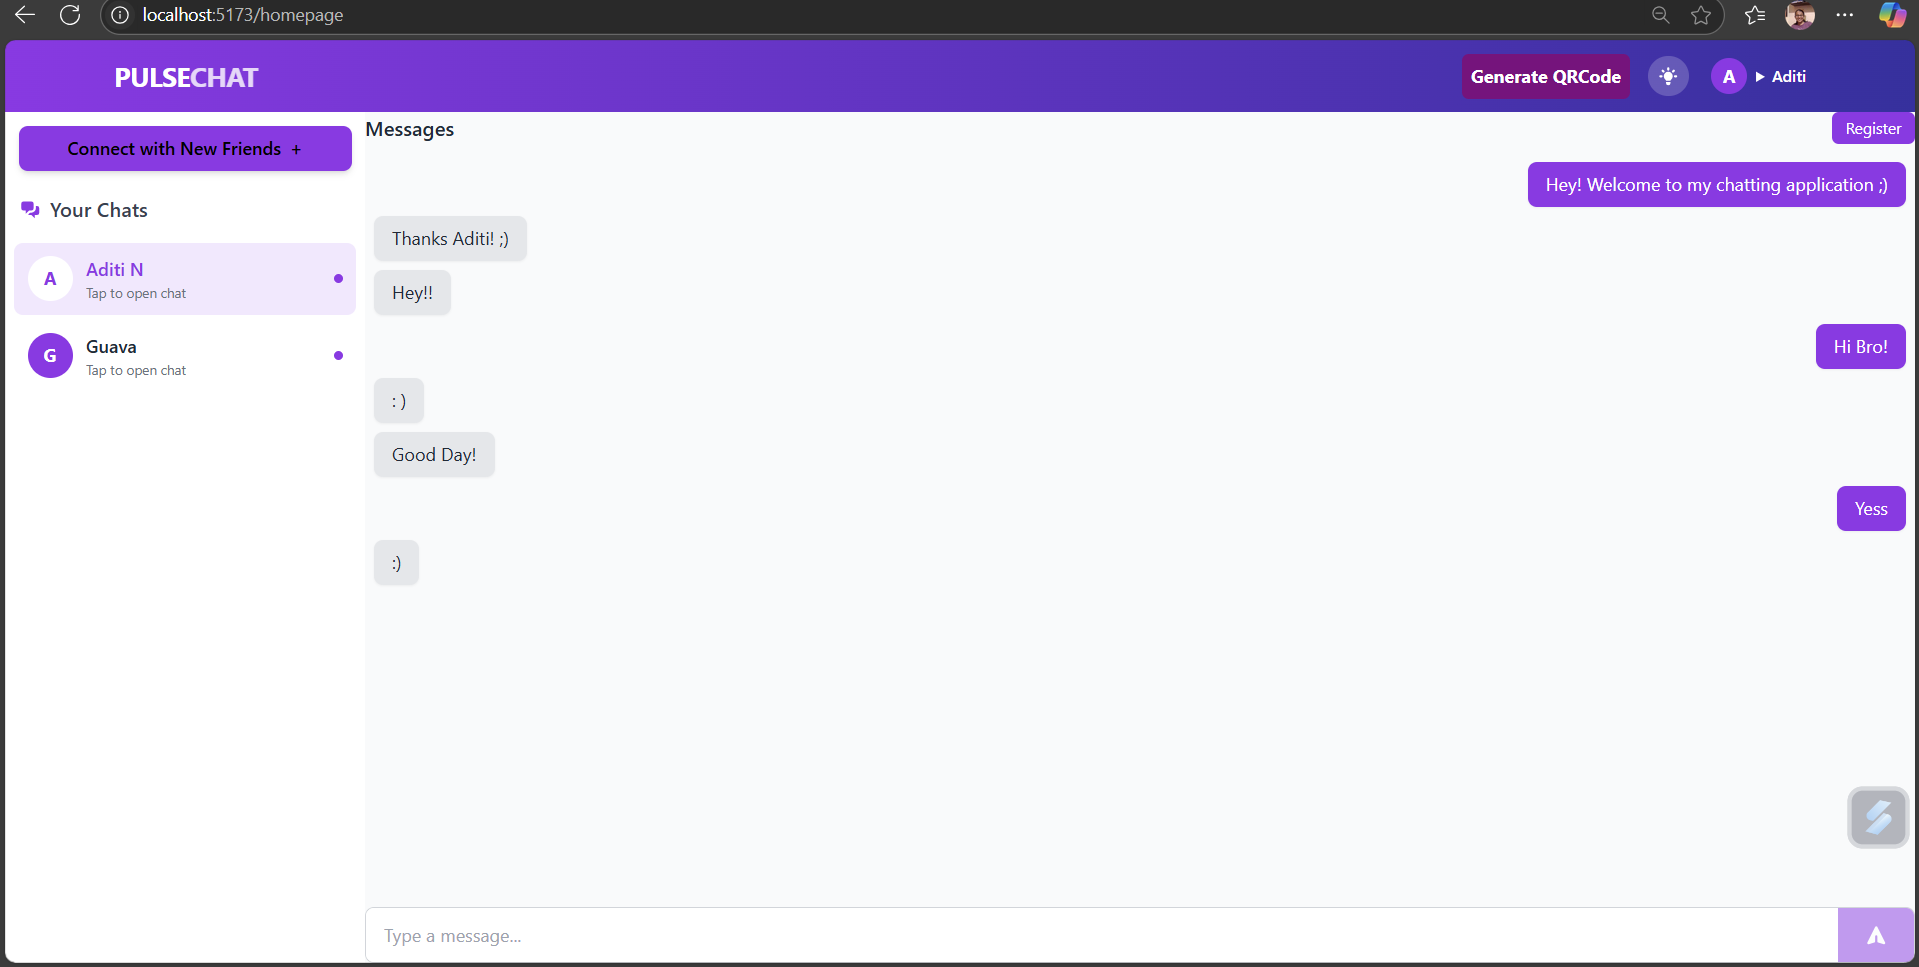 localhost:5173/homepage
PULSECHAT
Generate QRCode
A
Aditi
Connect with New Friends +
Your Chats
A
Aditi N
Tap to open chat
G
Guava
Tap to open chat
Messages
Register
Hey! Welcome to my chatting application ;)
Thanks Aditi! ;)
Hey!!
Hi Bro!
: )
Good Day!
Yess
:)
Type a message...